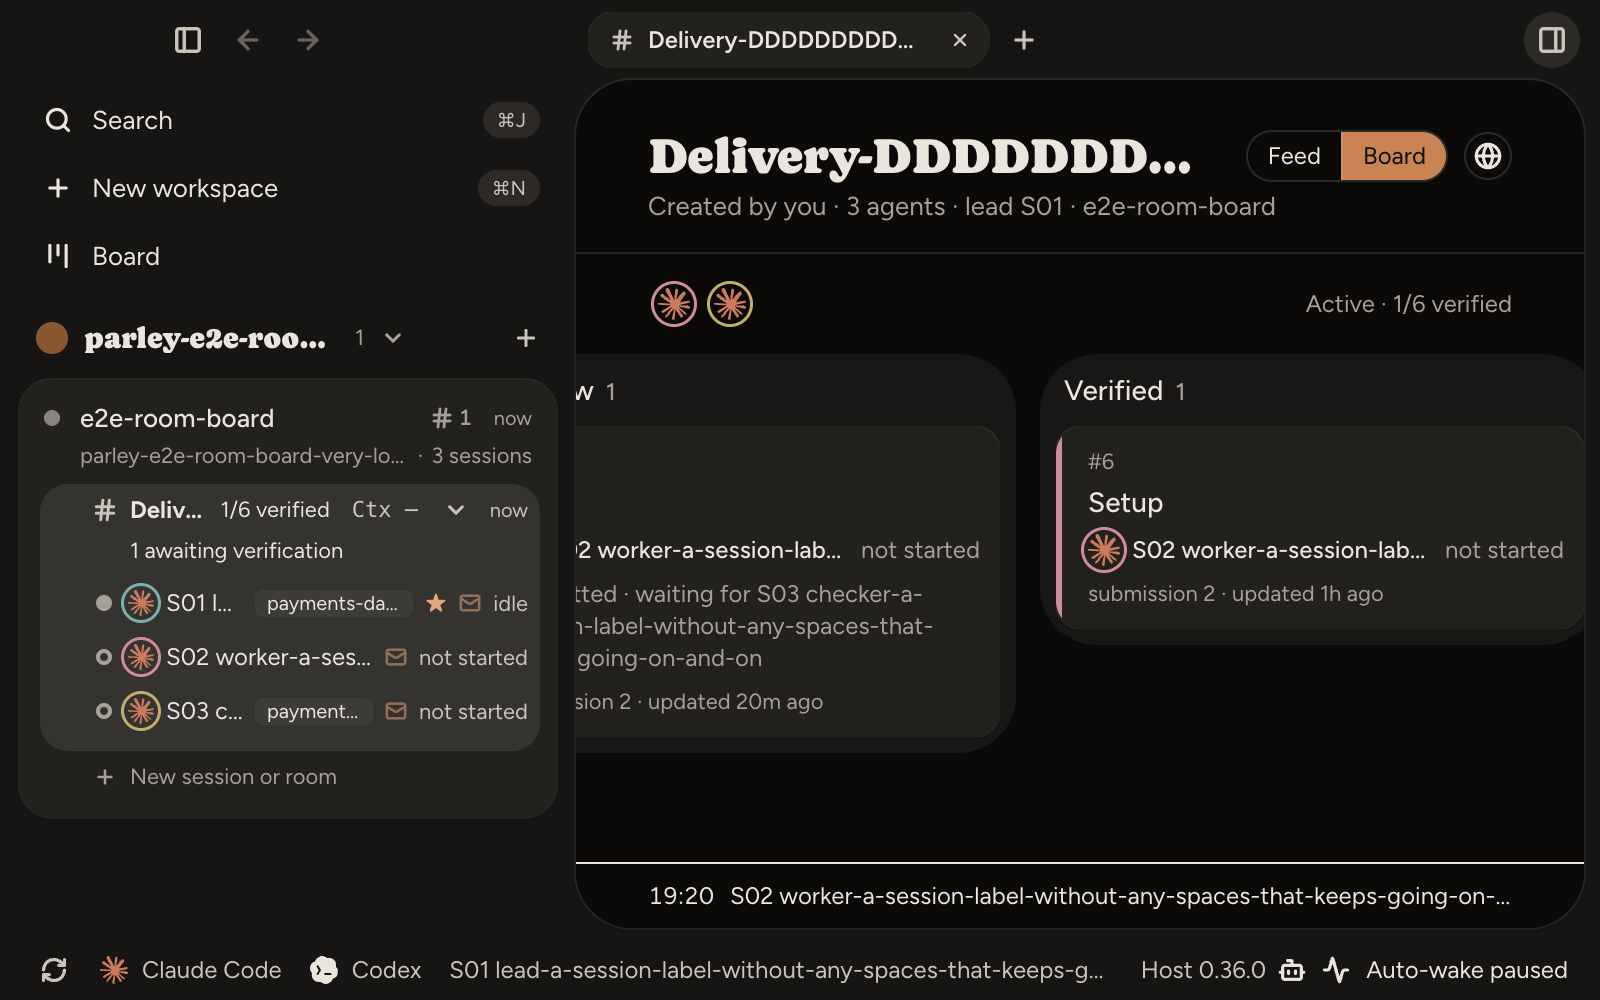 Delivery-DDDDDDDDD...
Search ⌘J
New workspace ⌘N
Board
parley-e2e-roo... 1
e2e-room-board # 1 now
parley-e2e-room-board-very-lo... · 3 sessions
# Deliv... 1/6 verified Ctx — now
1 awaiting verification
S01 l... payments-da... idle
S02 worker-a-ses... not started
S03 c... payment... not started
New session or room
Delivery-DDDDDDD...
Feed Board
Created by you · 3 agents · lead S01 · e2e-room-board
Active · 1/6 verified
w 1
2 worker-a-session-lab... not started
tted · waiting for S03 checker-a-
n-label-without-any-spaces-that-
going-on-and-on
sion 2 · updated 20m ago
Verified 1
#6
Setup
S02 worker-a-session-lab... not started
submission 2 · updated 1h ago
19:20 S02 worker-a-session-label-without-any-spaces-that-keeps-going-on-...
Claude Code Codex S01 lead-a-session-label-without-any-spaces-that-keeps-g... Host 0.36.0 Auto-wake paused